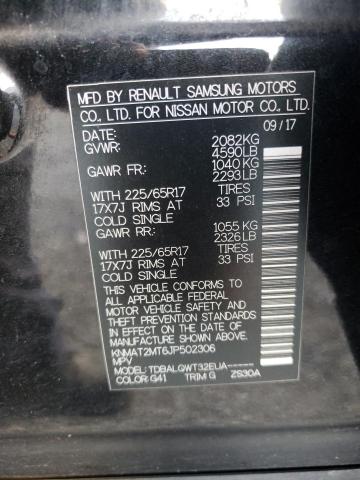 MFD BY RENAULT SAMSUNG MOTORS
CO., LTD. FOR NISSAN MOTOR CO., LTD.
DATE: 09/17
GVWR: 2082KG
4590LB
GAWR FR: 1040KG
2293LB
WITH 225/65R17 TIRES
17X7J RIMS AT 33 PSI
COLD SINGLE
GAWR RR: 1055KG
2326LB
WITH 225/65R17 TIRES
17X7J RIMS AT 33 PSI
COLD SINGLE
THIS VEHICLE CONFORMS TO
ALL APPLICABLE FEDERAL
MOTOR VEHICLE SAFETY AND
THEFT PREVENTION STANDARDS
IN EFFECT ON THE DATE OF
MANUFACTURE SHOWN ABOVE.
KNMAT2MT6JP502306
MPV
MODEL: TDBALGWT32EUA-----
COLOR: G41 TRIM: G ZS30A